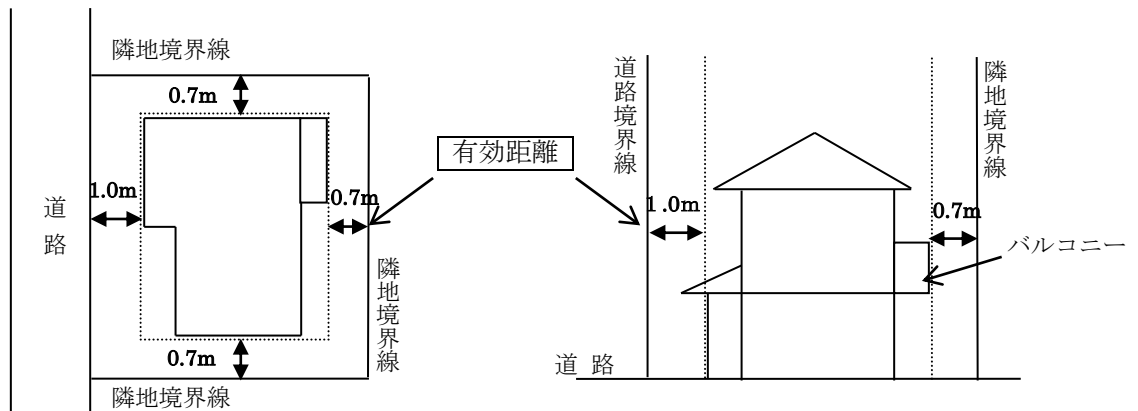 隣地境界線
0.7m
1.0m
道路
0.7m
隣地境界線
0.7m
隣地境界線
有効距離
道路境界線
隣地境界線
1.0m
0.7m
バルコニー
道 路